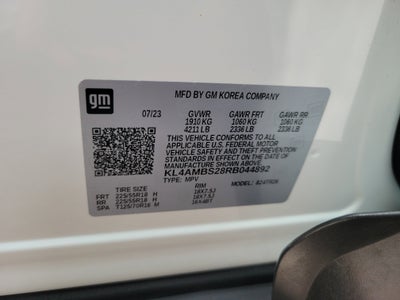 gm
MFD BY GM KOREA COMPANY
07/23 GVWR GAWR FRT GAWR RR
1910 KG 1060 KG 1060 KG
4211 LB 2336 LB 2336 LB
THIS VEHICLE CONFORMS TO ALL
APPLICABLE U.S. FEDERAL MOTOR
VEHICLE SAFETY, BUMPER, AND
THEFT PREVENTION STANDARDS IN
EFFECT ON THE DATE OF
MANUFACTURE SHOWN ABOVE.
KL4AMBS28RB044892
TYPE: MPV MODEL:
TIRE SIZE RIM
FRT 225/55R18 H 18X7.5J
RR 225/55R18 H 18X7.5J
SPA T125/70R16 M 16X4BT